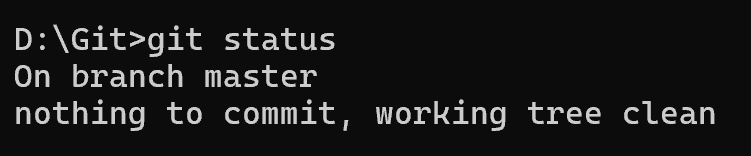 D:\Git>git status
On branch master
nothing to commit, working tree clean